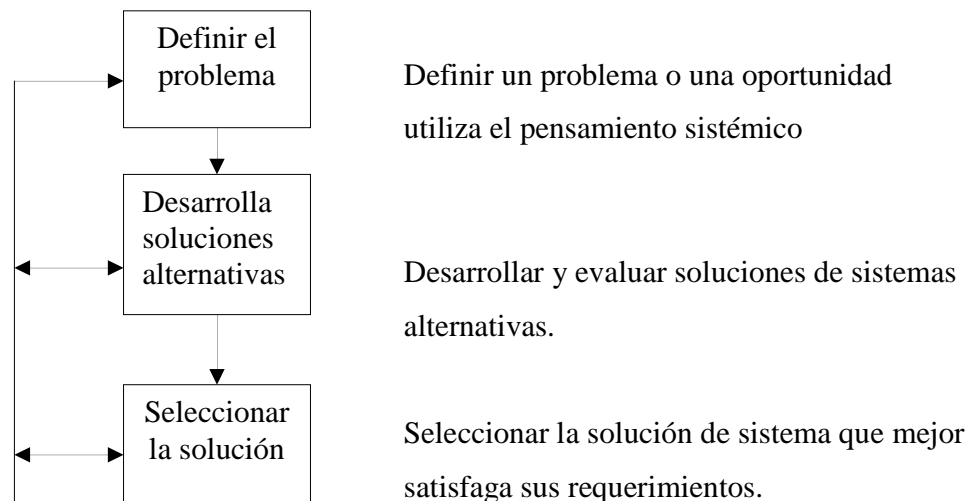 Definir el
problema
Definir un problema o una oportunidad
utiliza el pensamiento sistémico
Desarrolla
soluciones
alternativas
Desarrollar y evaluar soluciones de sistemas
alternativas.
Seleccionar
la solución
Seleccionar la solución de sistema que mejor
satisfaga sus requerimientos.